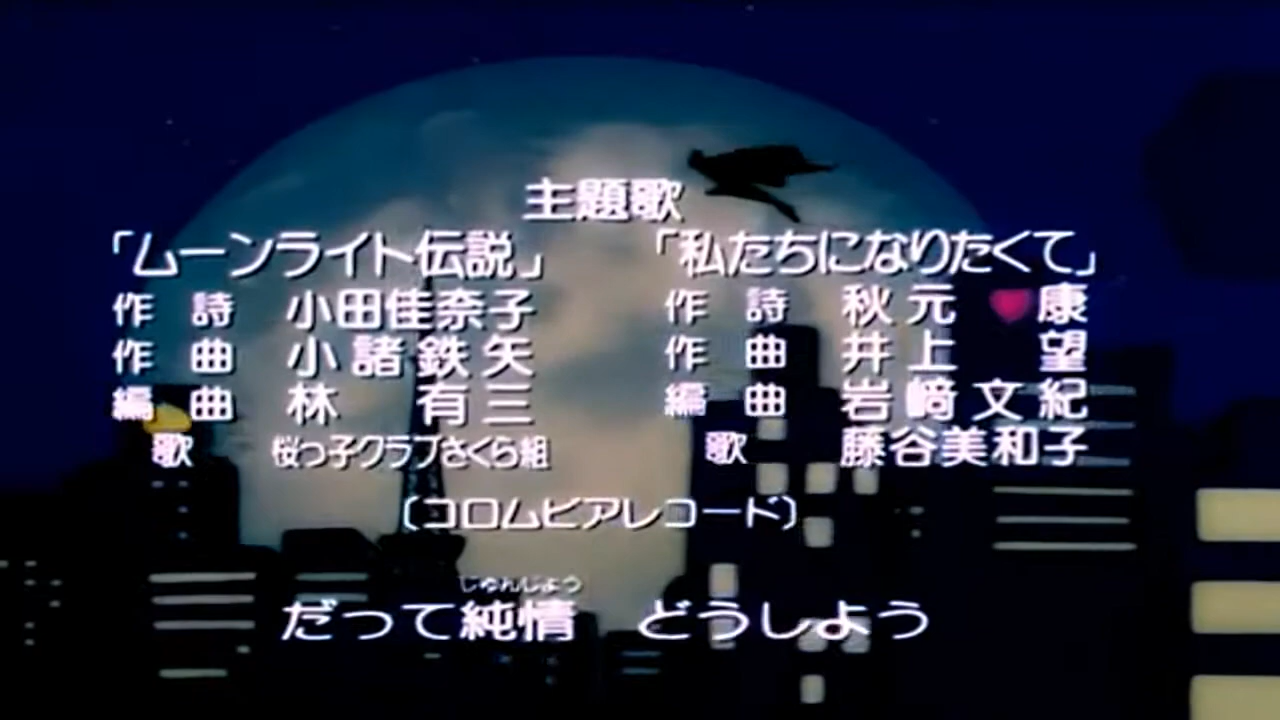 主題歌
「ムーンライト伝説」
作詩 小田佳奈子
作曲 小諸鉄矢
編曲 林 有三
歌 桜っ子クラブさくら組
「私たちになりたくて」
作詩 秋元♥康
作曲 井上 望
編曲 岩﨑文紀
歌 藤谷美和子
〔コロムビアレコード〕
じゅんじょう
だって純情 どうしよう